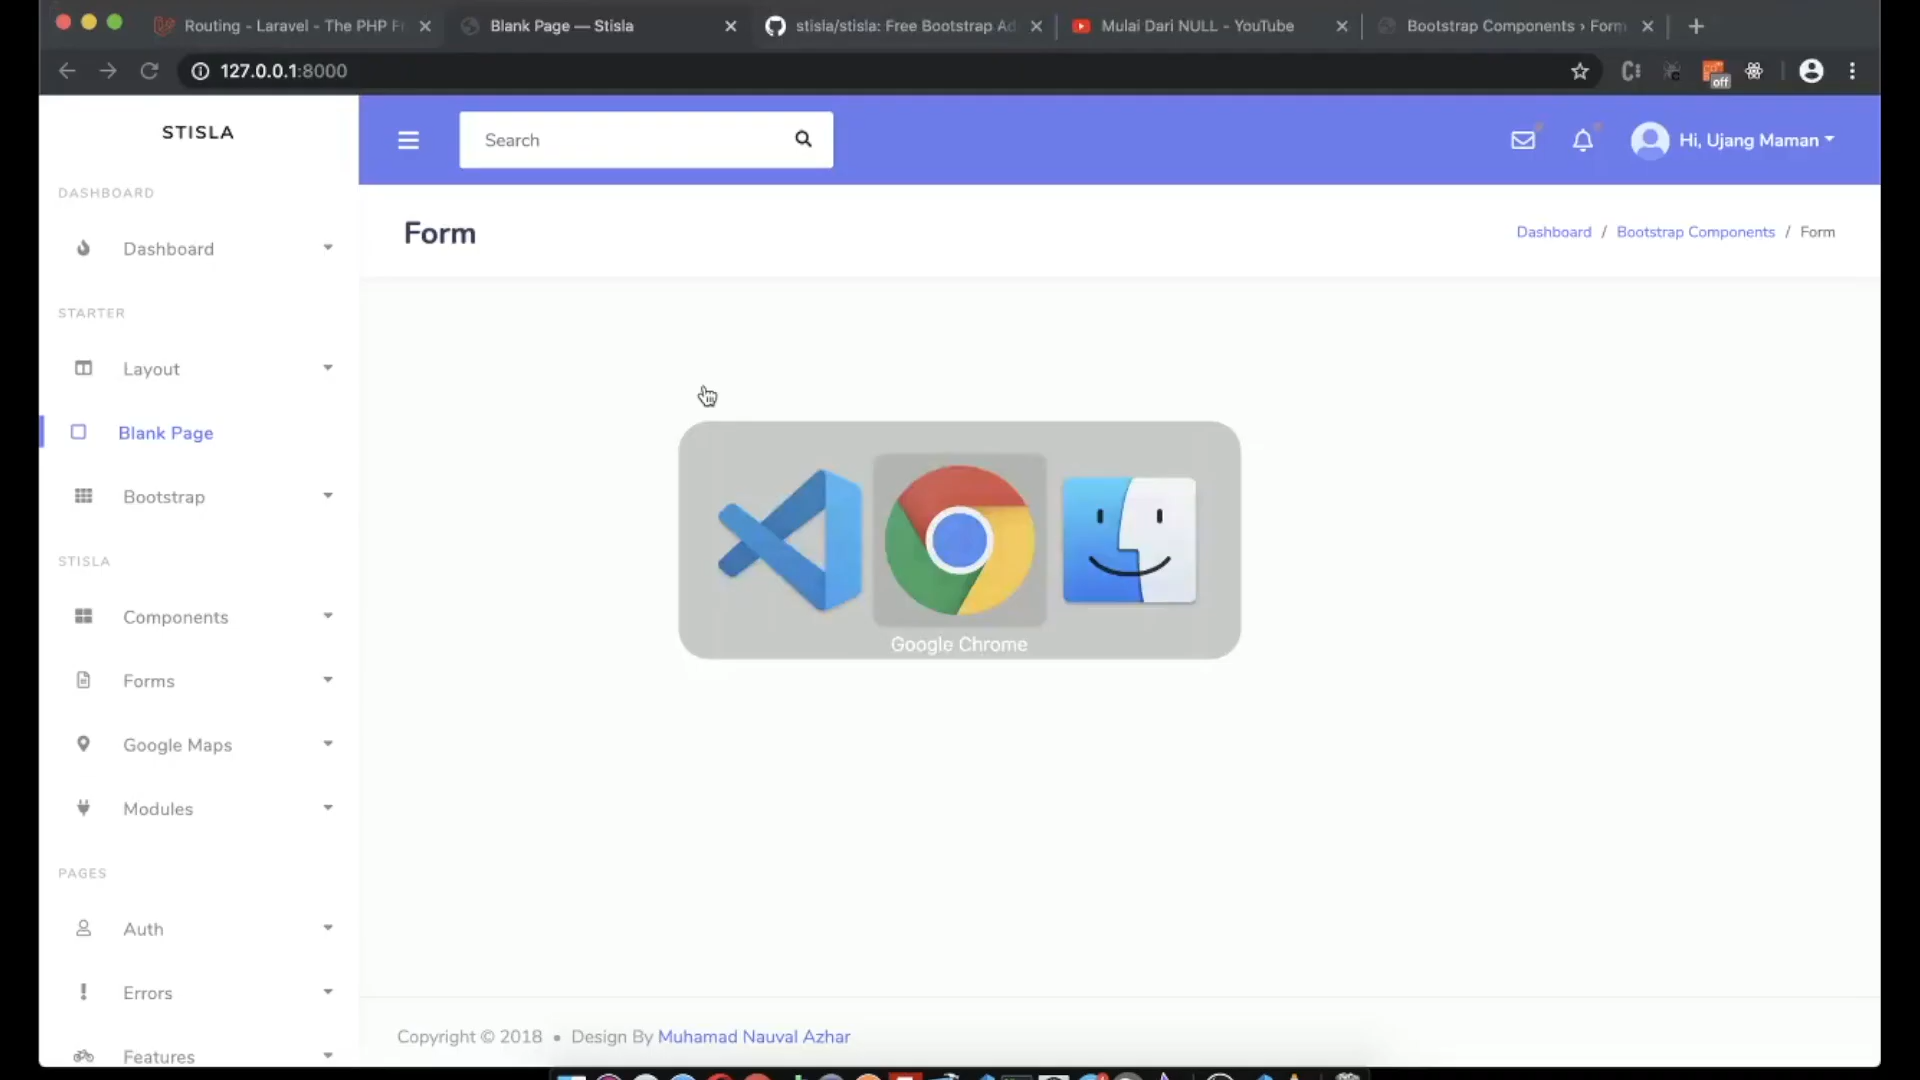 Routing - Laravel - The PHP F
Blank Page — Stisla
stisla/stisla: Free Bootstrap Ad
Mulai Dari NULL - YouTube
Bootstrap Components › Form
127.0.0.1:8000
off
STISLA
Search
Hi, Ujang Maman
DASHBOARD
Form
Dashboard / Bootstrap Components / Form
Dashboard
STARTER
Layout
Blank Page
Bootstrap
STISLA
Components
Google Chrome
Forms
Google Maps
Modules
PAGES
Auth
Errors
Copyright © 2018 • Design By Muhamad Nauval Azhar
Features